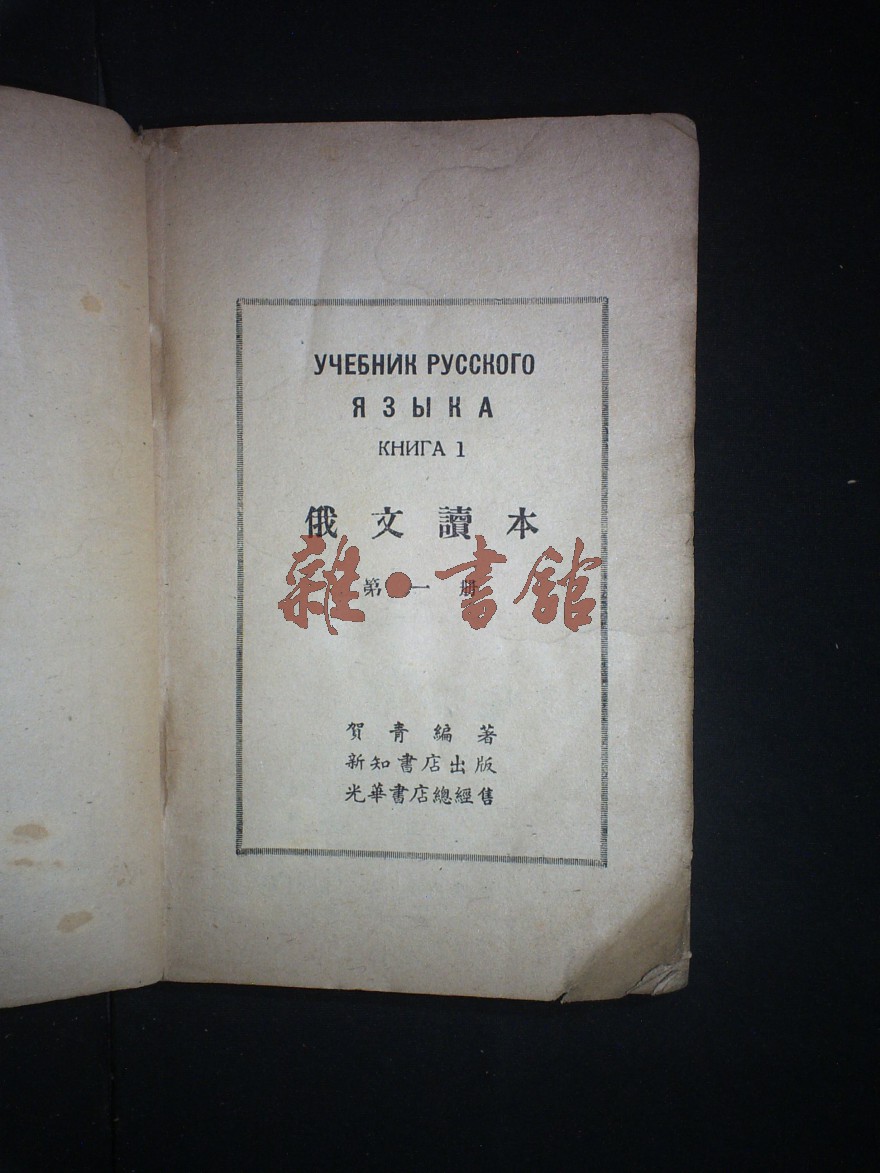 УЧЕБНИК РУССКОГО
ЯЗЫКА
КНИГА 1
俄文讀本
第一册
雜·書館
賀青編著
新知書店出版
光華書店總經售